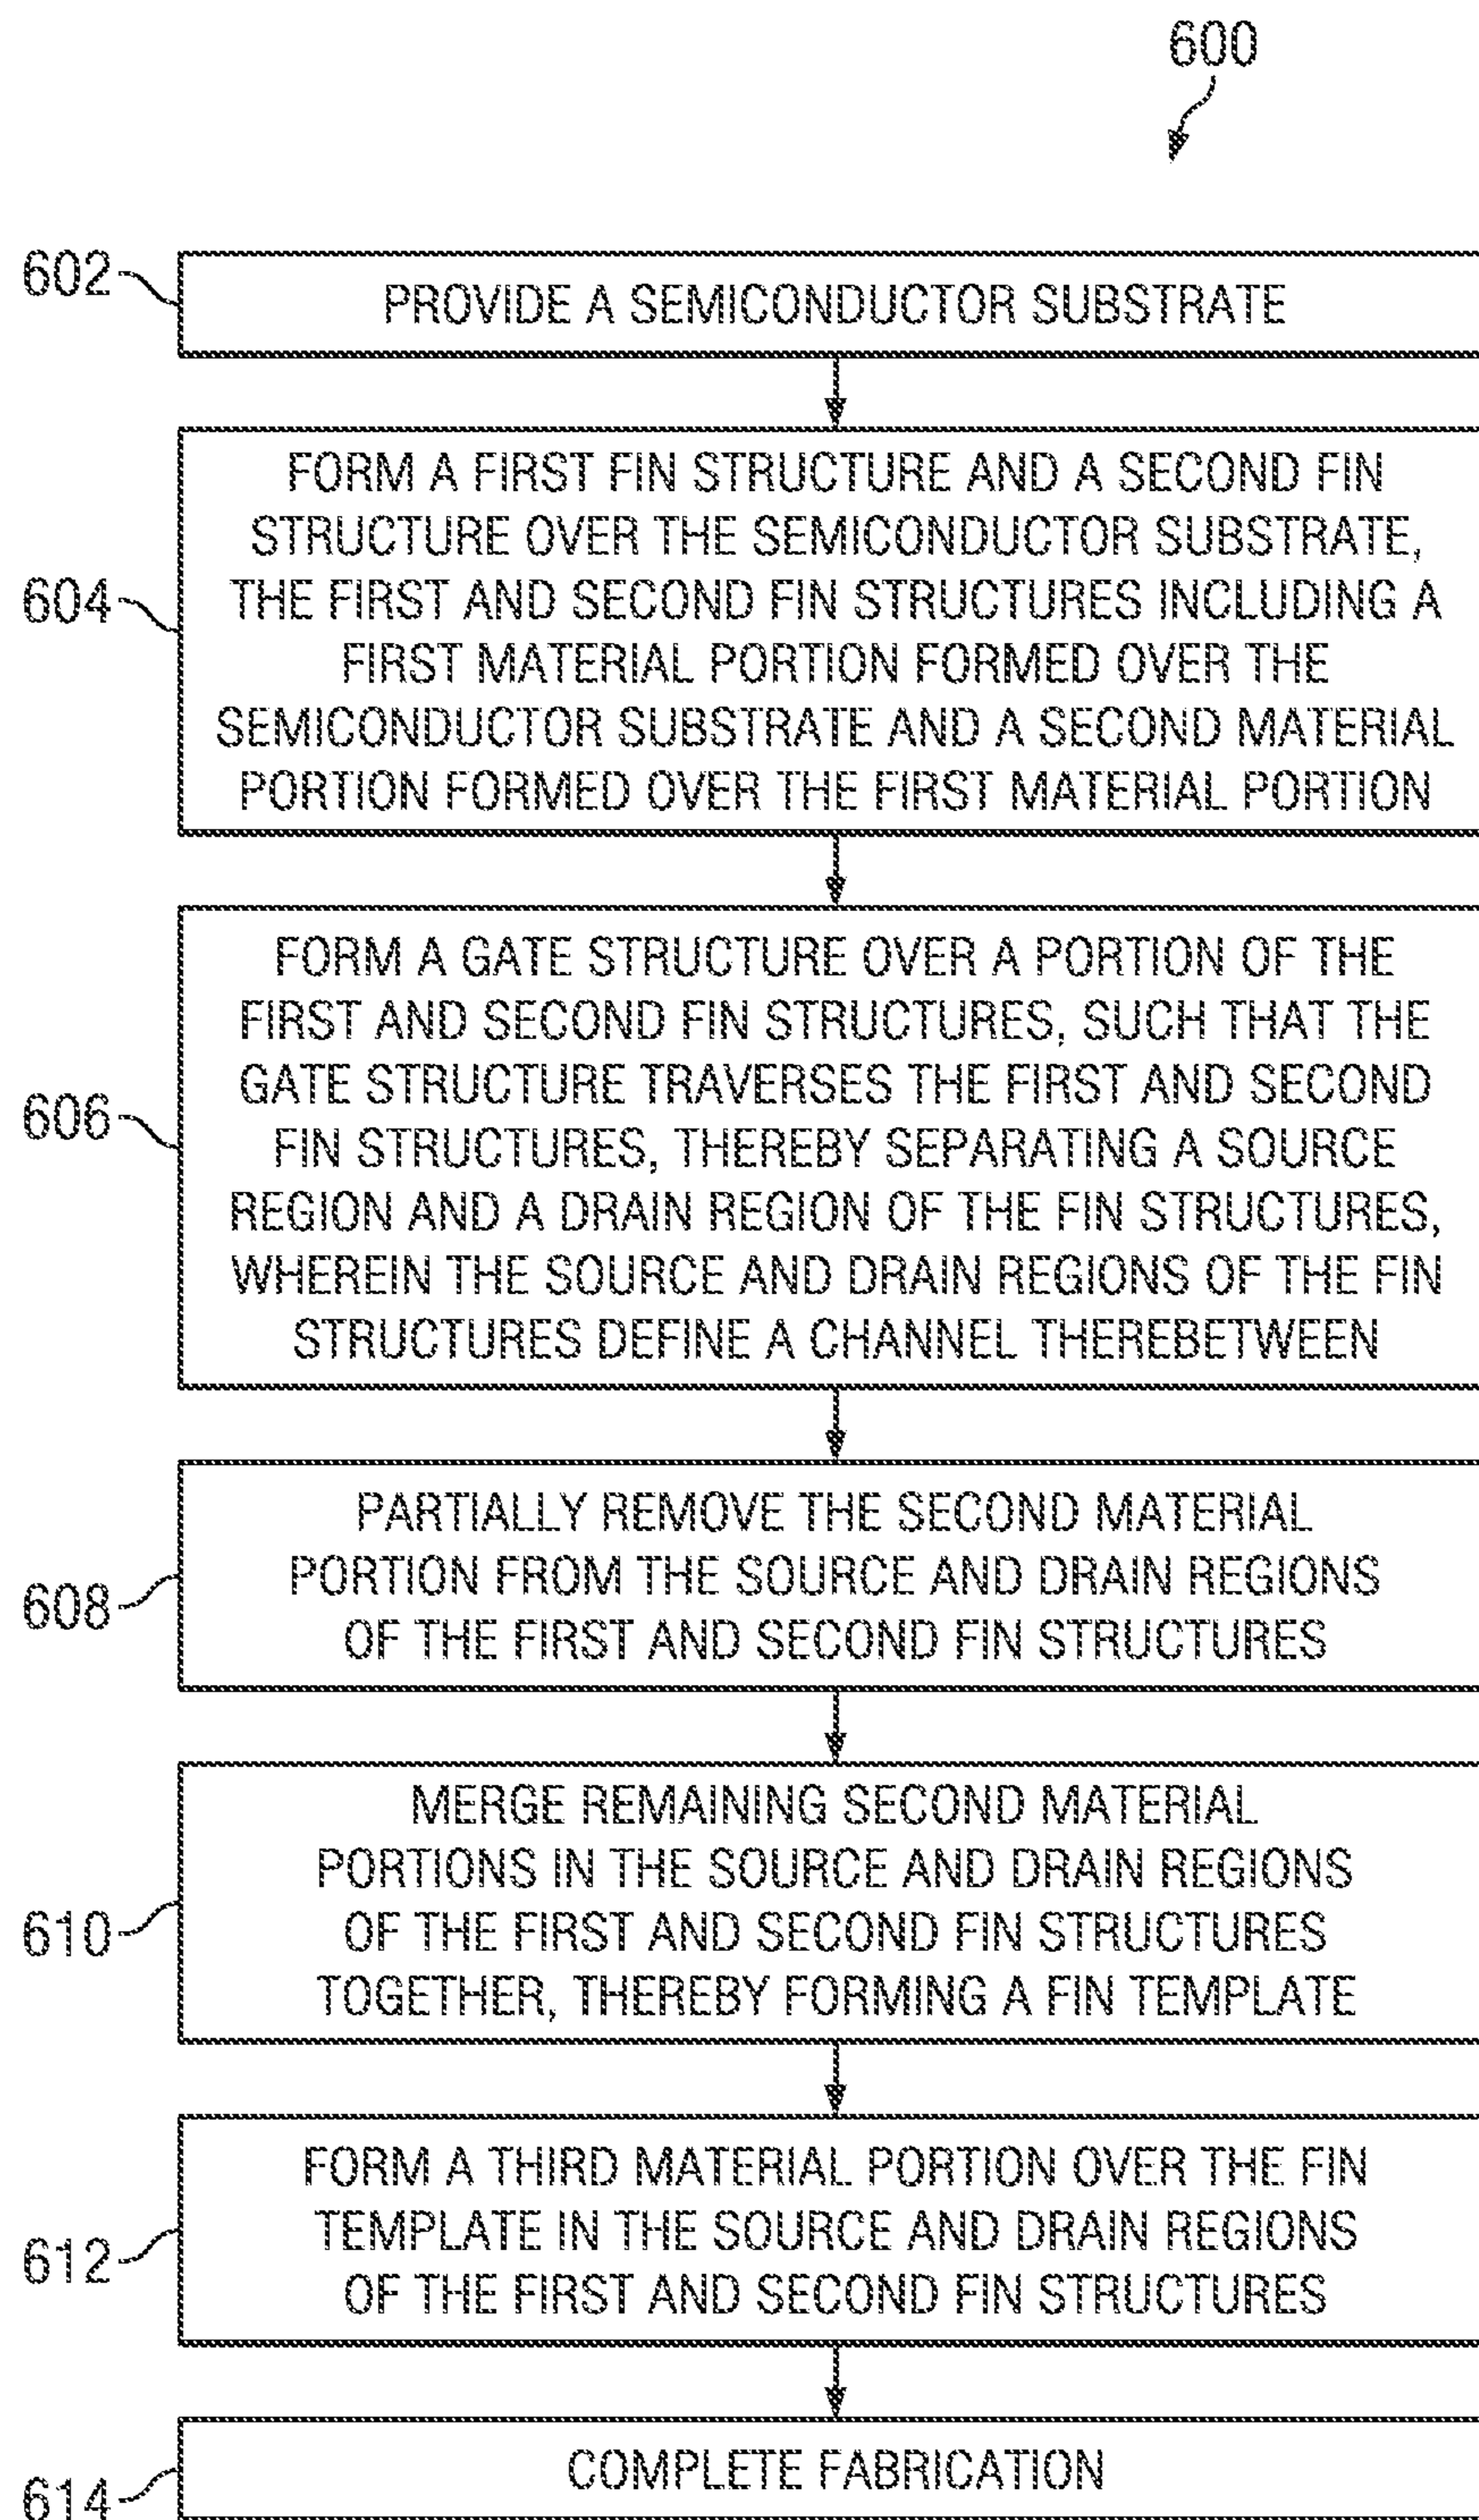 600
602
PROVIDE A SEMICONDUCTOR SUBSTRATE
604
FORM A FIRST FIN STRUCTURE AND A SECOND FIN
STRUCTURE OVER THE SEMICONDUCTOR SUBSTRATE,
THE FIRST AND SECOND FIN STRUCTURES INCLUDING A
FIRST MATERIAL PORTION FORMED OVER THE
SEMICONDUCTOR SUBSTRATE AND A SECOND MATERIAL
PORTION FORMED OVER THE FIRST MATERIAL PORTION
606
FORM A GATE STRUCTURE OVER A PORTION OF THE
FIRST AND SECOND FIN STRUCTURES, SUCH THAT THE
GATE STRUCTURE TRAVERSES THE FIRST AND SECOND
FIN STRUCTURES, THEREBY SEPARATING A SOURCE
REGION AND A DRAIN REGION OF THE FIN STRUCTURES,
WHEREIN THE SOURCE AND DRAIN REGIONS OF THE FIN
STRUCTURES DEFINE A CHANNEL THEREBETWEEN
608
PARTIALLY REMOVE THE SECOND MATERIAL
PORTION FROM THE SOURCE AND DRAIN REGIONS
OF THE FIRST AND SECOND FIN STRUCTURES
610
MERGE REMAINING SECOND MATERIAL
PORTIONS IN THE SOURCE AND DRAIN REGIONS
OF THE FIRST AND SECOND FIN STRUCTURES
TOGETHER, THEREBY FORMING A FIN TEMPLATE
612
FORM A THIRD MATERIAL PORTION OVER THE FIN
TEMPLATE IN THE SOURCE AND DRAIN REGIONS
OF THE FIRST AND SECOND FIN STRUCTURES
614
COMPLETE FABRICATION